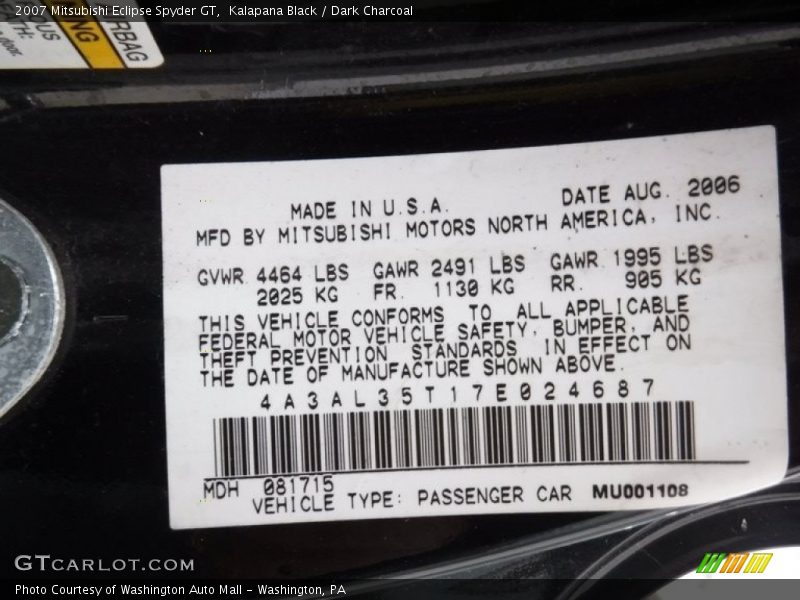 2007 Mitsubishi Eclipse Spyder GT,  Kalapana Black / Dark Charcoal
MADE IN U.S.A.
DATE AUG. 2006
MFD BY MITSUBISHI MOTORS NORTH AMERICA, INC.
GVWR 4464 LBS GAWR 2491 LBS GAWR 1995 LBS
2025 KG FR. 1130 KG RR. 905 KG
THIS VEHICLE CONFORMS TO ALL APPLICABLE
FEDERAL MOTOR VEHICLE SAFETY, BUMPER, AND
THEFT PREVENTION STANDARDS IN EFFECT ON
THE DATE OF MANUFACTURE SHOWN ABOVE.
4A3AL35T17E024687
MDH 081715
VEHICLE TYPE: PASSENGER CAR MU001108
GTCARLOT.COM
Photo Courtesy of Washington Auto Mall - Washington, PA